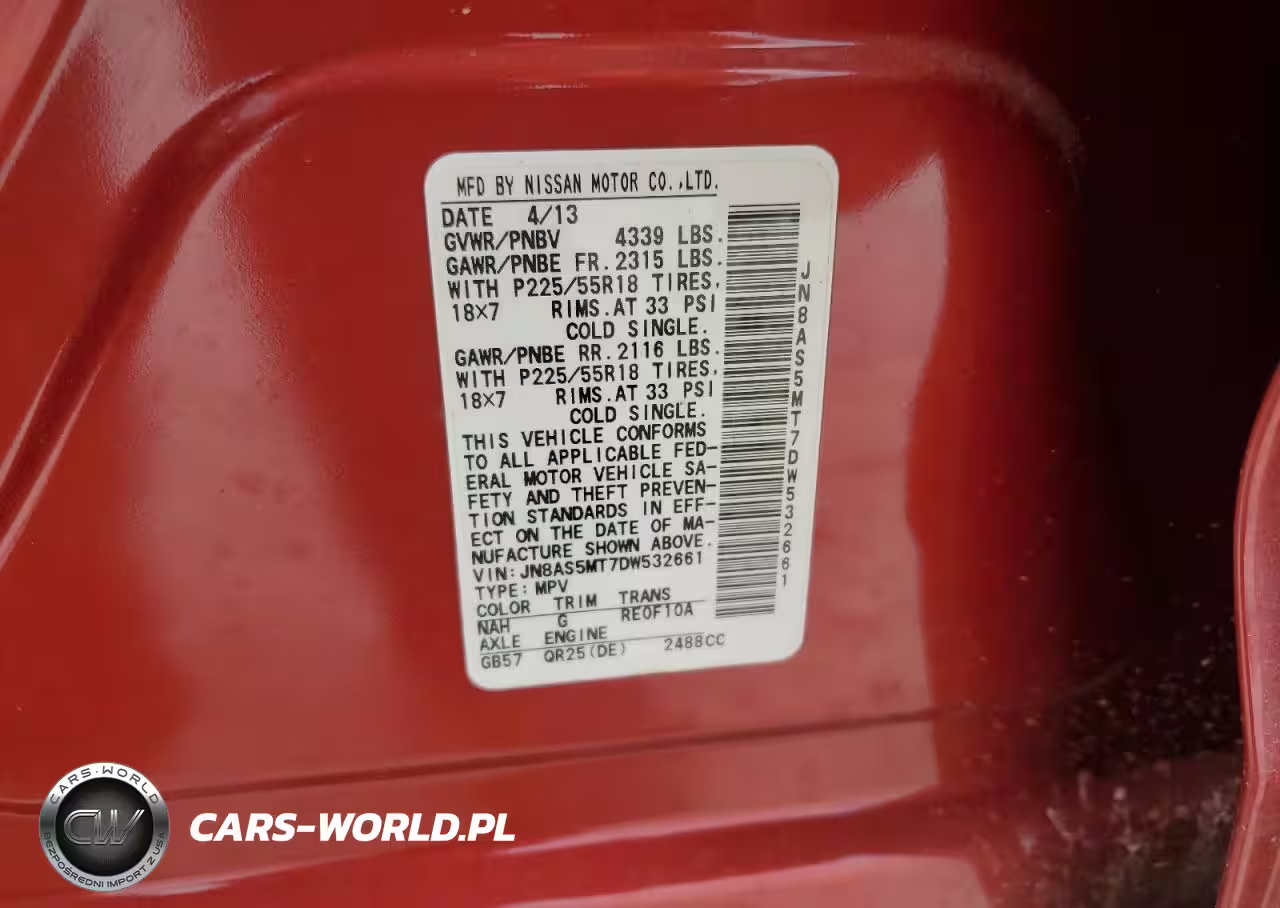 MFD BY NISSAN MOTOR CO.,LTD.
DATE 4/13
GVWR/PNBV 4339 LBS.
GAWR/PNBE FR.2315 LBS.
WITH P225/55R18 TIRES,
18×7 RIMS.AT 33 PSI
COLD SINGLE.
GAWR/PNBE RR.2116 LBS.
WITH P225/55R18 TIRES,
18×7 RIMS.AT 33 PSI
COLD SINGLE.
THIS VEHICLE CONFORMS
TO ALL APPLICABLE FED-
ERAL MOTOR VEHICLE SA-
FETY AND THEFT PREVEN-
TION STANDARDS IN EFF-
ECT ON THE DATE OF MA-
NUFACTURE SHOWN ABOVE.
VIN:JN8AS5MT7DW532661
TYPE:MPV
COLOR TRIM TRANS
NAH G RE0F10A
AXLE ENGINE
GB57 QR25(DE) 2488CC
JN8AS5MT7DW532661
CARS-WORLD
CW
BEZPOŚREDNI IMPORT Z USA
CARS-WORLD.PL